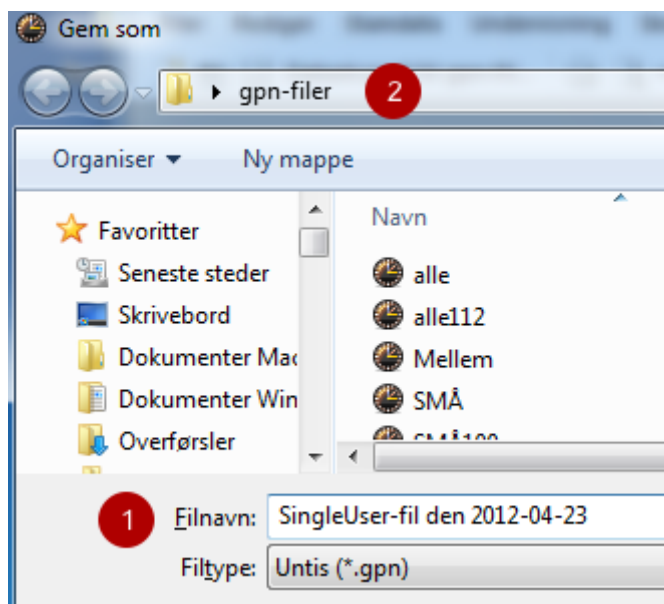 Gem som
gpn-filer 2
Organiser Ny mappe
Favoritter
Seneste steder
Skrivebord
Dokumenter Mac
Dokumenter Win
Overførsler
Navn
alle
alle112
Mellem
SMÅ
1 Filnavn: SingleUser-fil den 2012-04-23
Filtype: Untis (*.gpn)